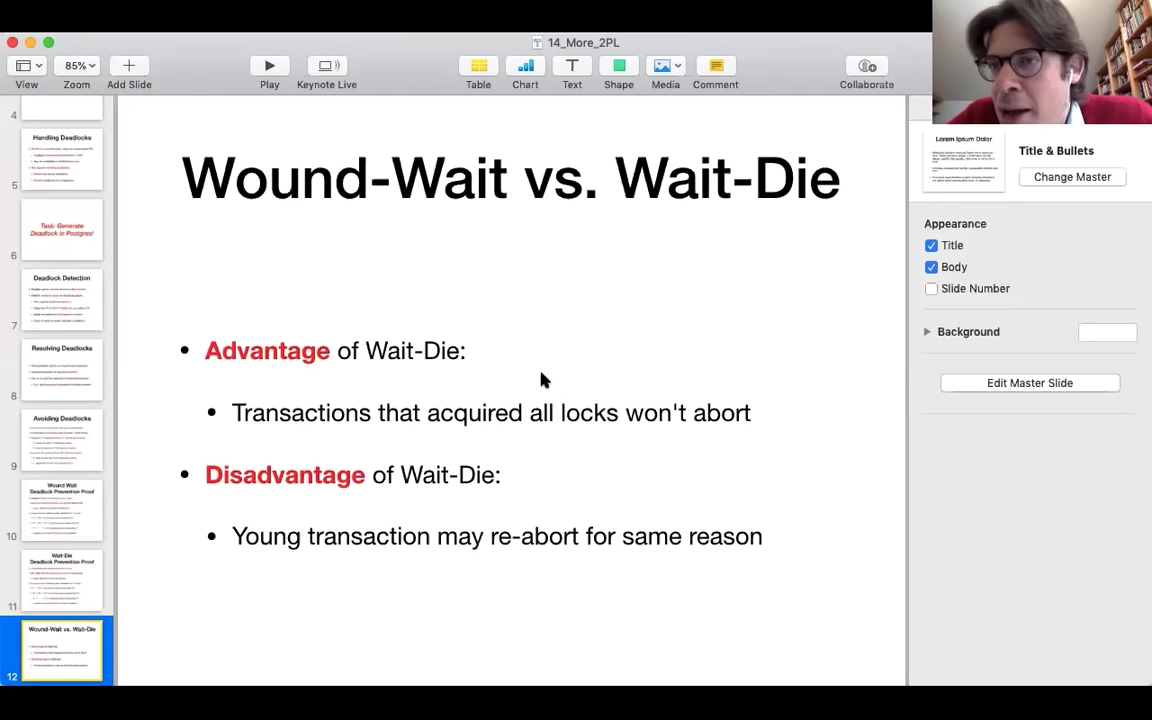 14_More_2PL
85%
View
Zoom
Add Slide
Play
Keynote Live
Table
Chart
Text
Shape
Media
Comment
Collaborate
4
Handling Deadlocks
5
Task: Generate
Deadlock in Postgres!
6
Deadlock Detection
7
Resolving Deadlocks
8
Avoiding Deadlocks
9
Wound Wait
Deadlock Prevention Proof
10
Wait-Die
Deadlock Prevention Proof
11
Wound-Wait vs. Wait-Die
12
Wound-Wait vs. Wait-Die
• Advantage of Wait-Die:
• Transactions that acquired all locks won't abort
• Disadvantage of Wait-Die:
• Young transaction may re-abort for same reason
Lorem Ipsum Dolor
Title & Bullets
Change Master
Appearance
Title
Body
Slide Number
Background
Edit Master Slide